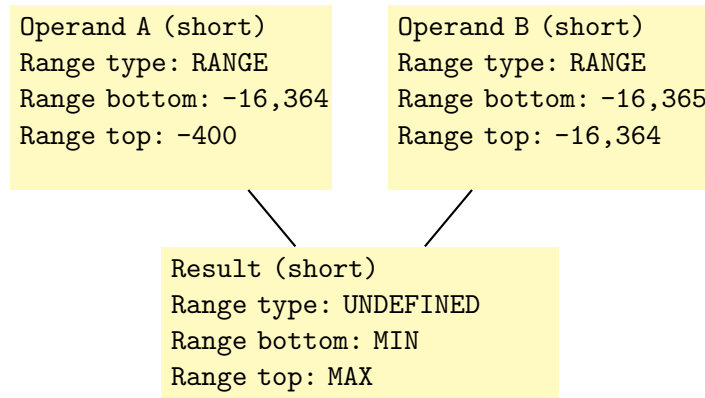 Operand A (short)
Range type: RANGE
Range bottom: -16,364
Range top: -400
Operand B (short)
Range type: RANGE
Range bottom: -16,365
Range top: -16,364
Result (short)
Range type: UNDEFINED
Range bottom: MIN
Range top: MAX